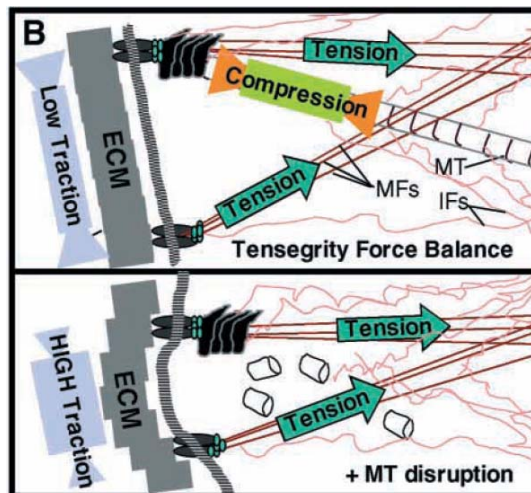 B
Tension
Compression
Low Traction
ECM
Tension
MFs
MT
IFs
Tensegrity Force Balance
Tension
HIGH Traction
ECM
Tension
+ MT disruption